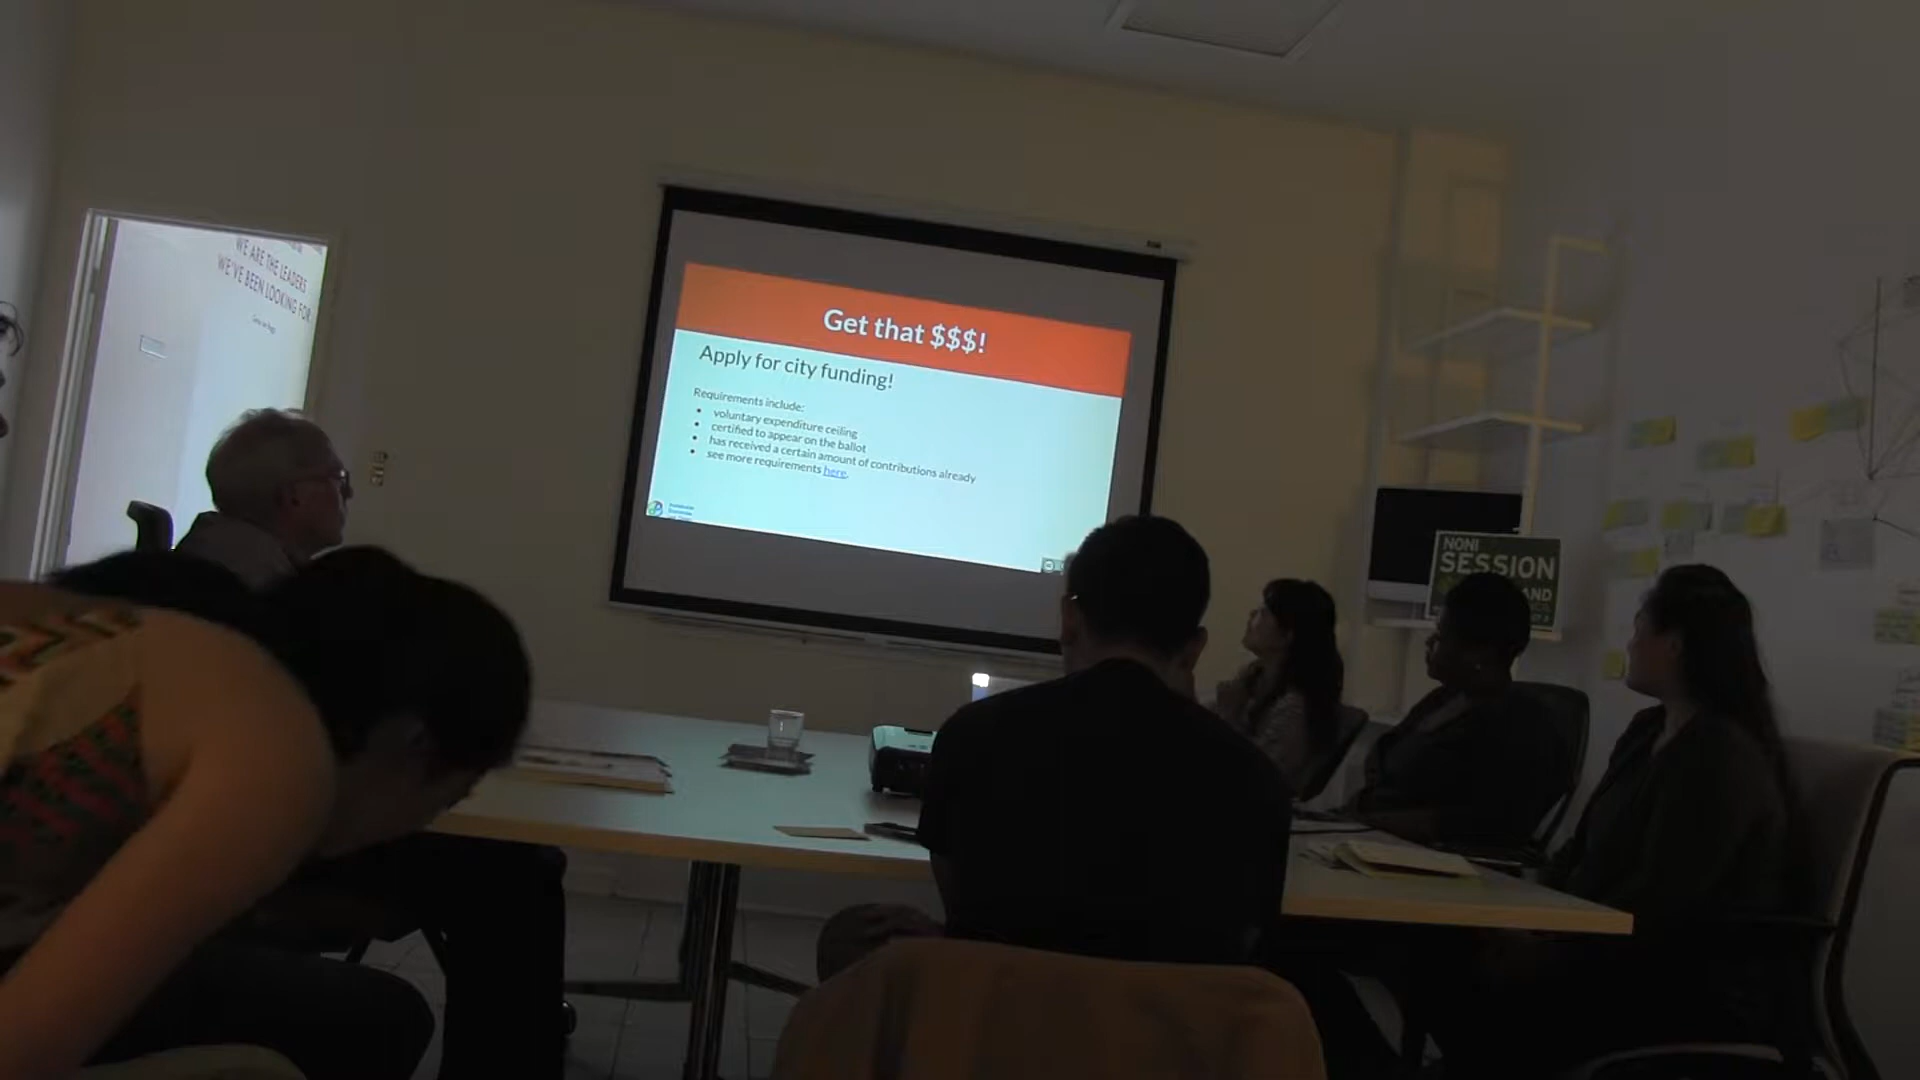 WE ARE THE LEADERS
WE'VE BEEN LOOKING FOR
Get that $$$!
Apply for city funding!
Requirements include:
• voluntary expenditure ceiling
• certified to appear on the ballot
• has received a certain amount of contributions already
• see more requirements here.
NONI
SESSION
AND